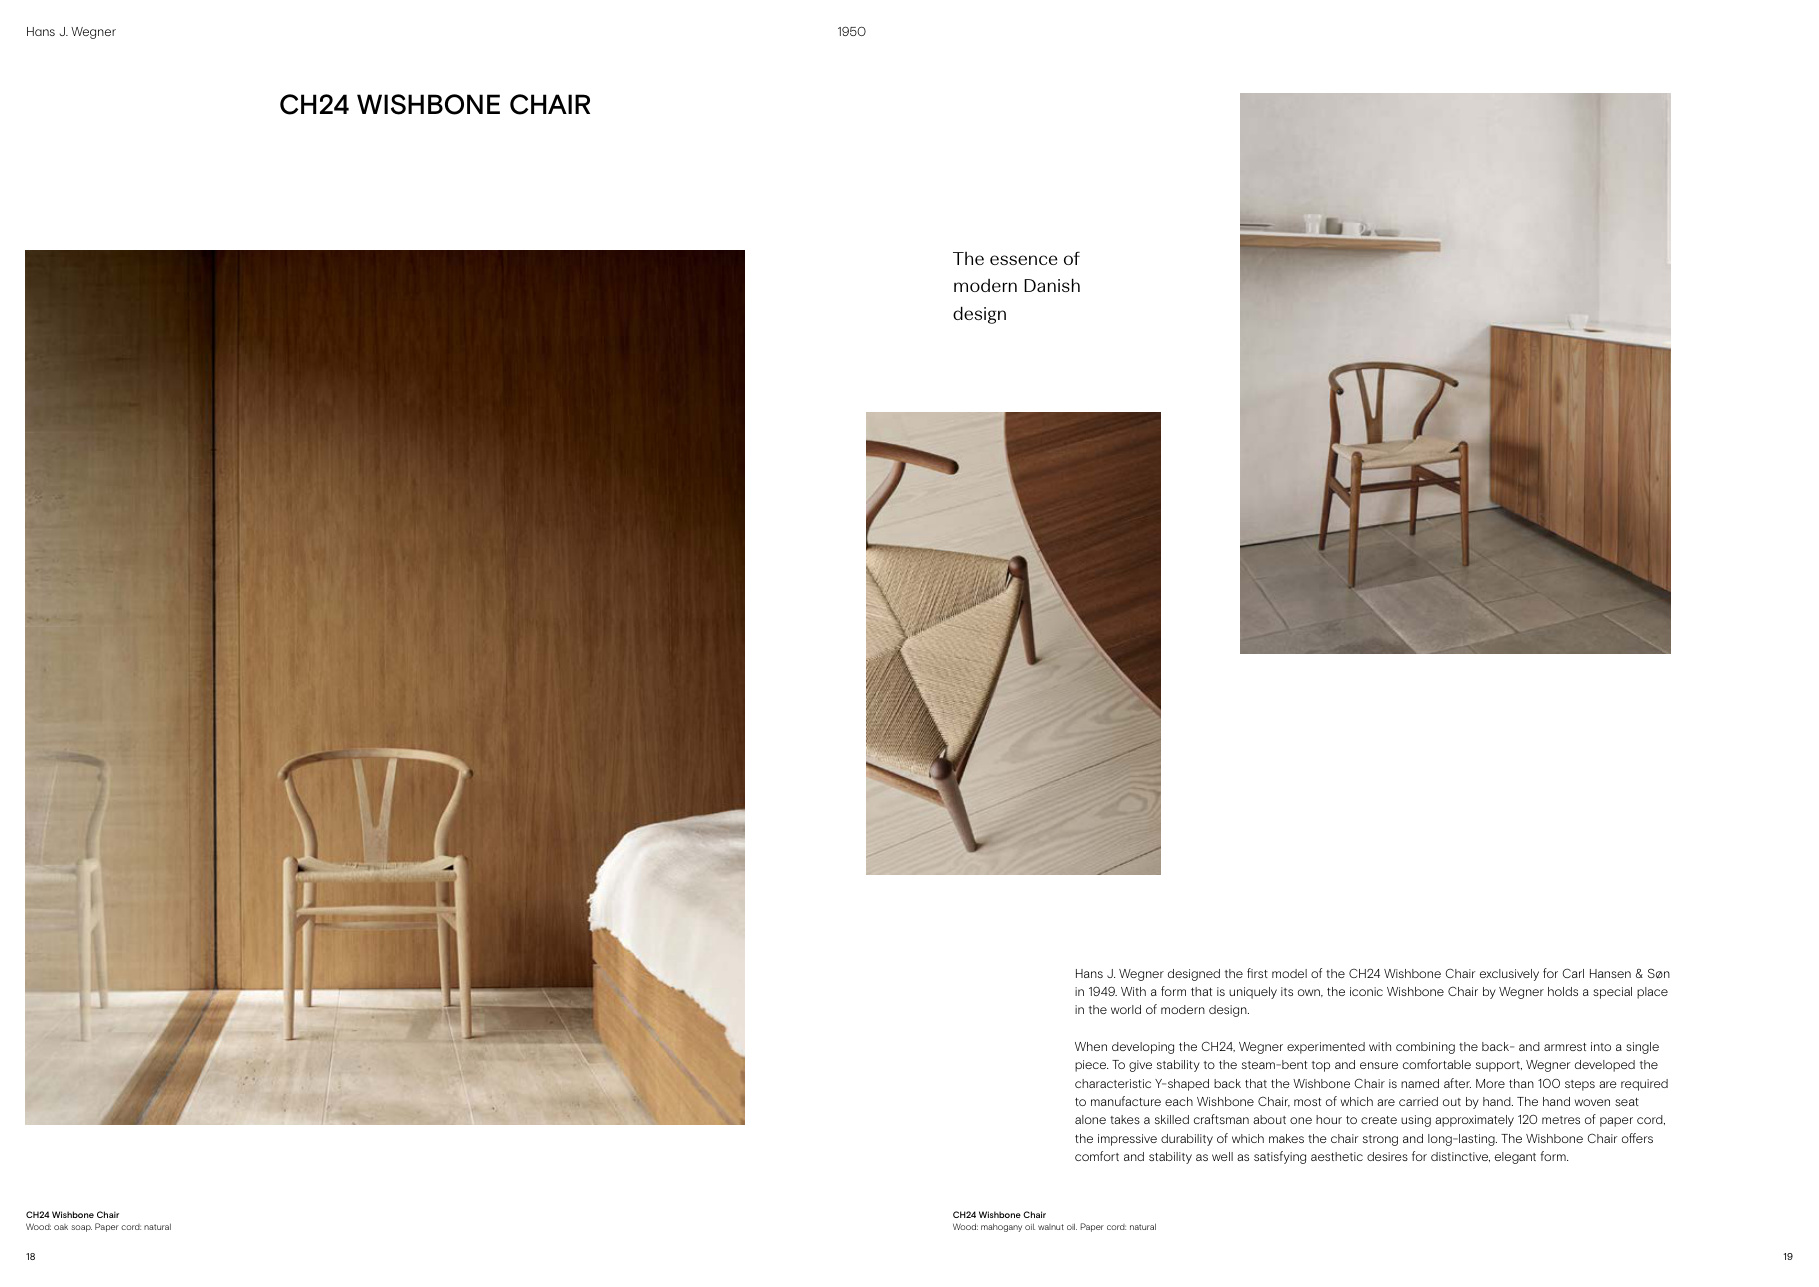 Hans J. Wegner
1950
CH24 WISHBONE CHAIR
The essence of
modern Danish
design
Hans J. Wegner designed the first model of the CH24 Wishbone Chair exclusively for Carl Hansen & Søn
in 1949. With a form that is uniquely its own, the iconic Wishbone Chair by Wegner holds a special place
in the world of modern design.
When developing the CH24, Wegner experimented with combining the back- and armrest into a single
piece. To give stability to the steam-bent top and ensure comfortable support, Wegner developed the
characteristic Y-shaped back that the Wishbone Chair is named after. More than 100 steps are required
to manufacture each Wishbone Chair, most of which are carried out by hand. The hand woven seat
alone takes a skilled craftsman about one hour to create using approximately 120 metres of paper cord,
the impressive durability of which makes the chair strong and long-lasting. The Wishbone Chair offers
comfort and stability as well as satisfying aesthetic desires for distinctive, elegant form.
CH24 Wishbone Chair
Wood: oak soap. Paper cord: natural
CH24 Wishbone Chair
Wood: mahogany oil. walnut oil. Paper cord: natural
18
19